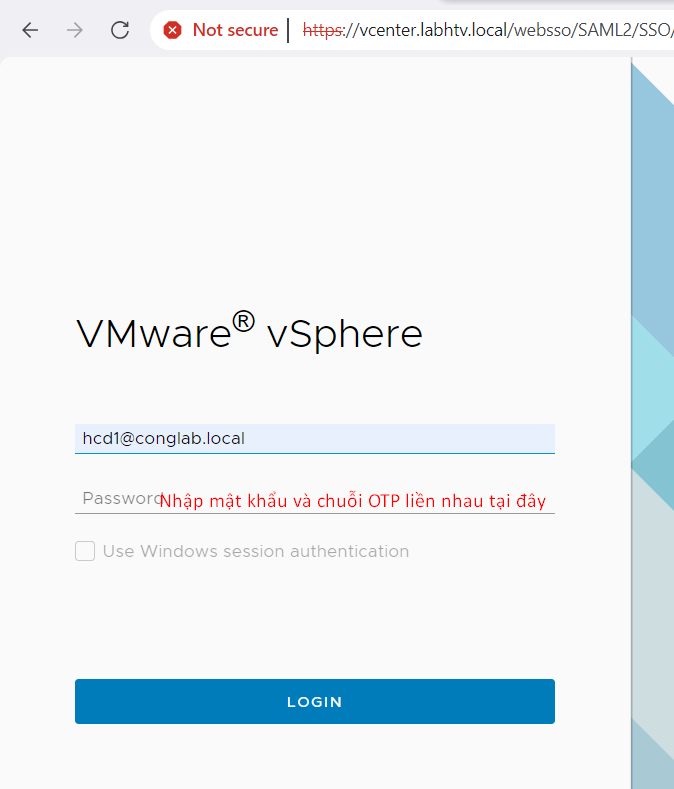 Not secure https://vcenter.labhtv.local/websso/SAML2/SSO/
VMware® vSphere
hcd1@conglab.local
Password Nhập mật khẩu và chuỗi OTP liền nhau tại đây
Use Windows session authentication
LOGIN